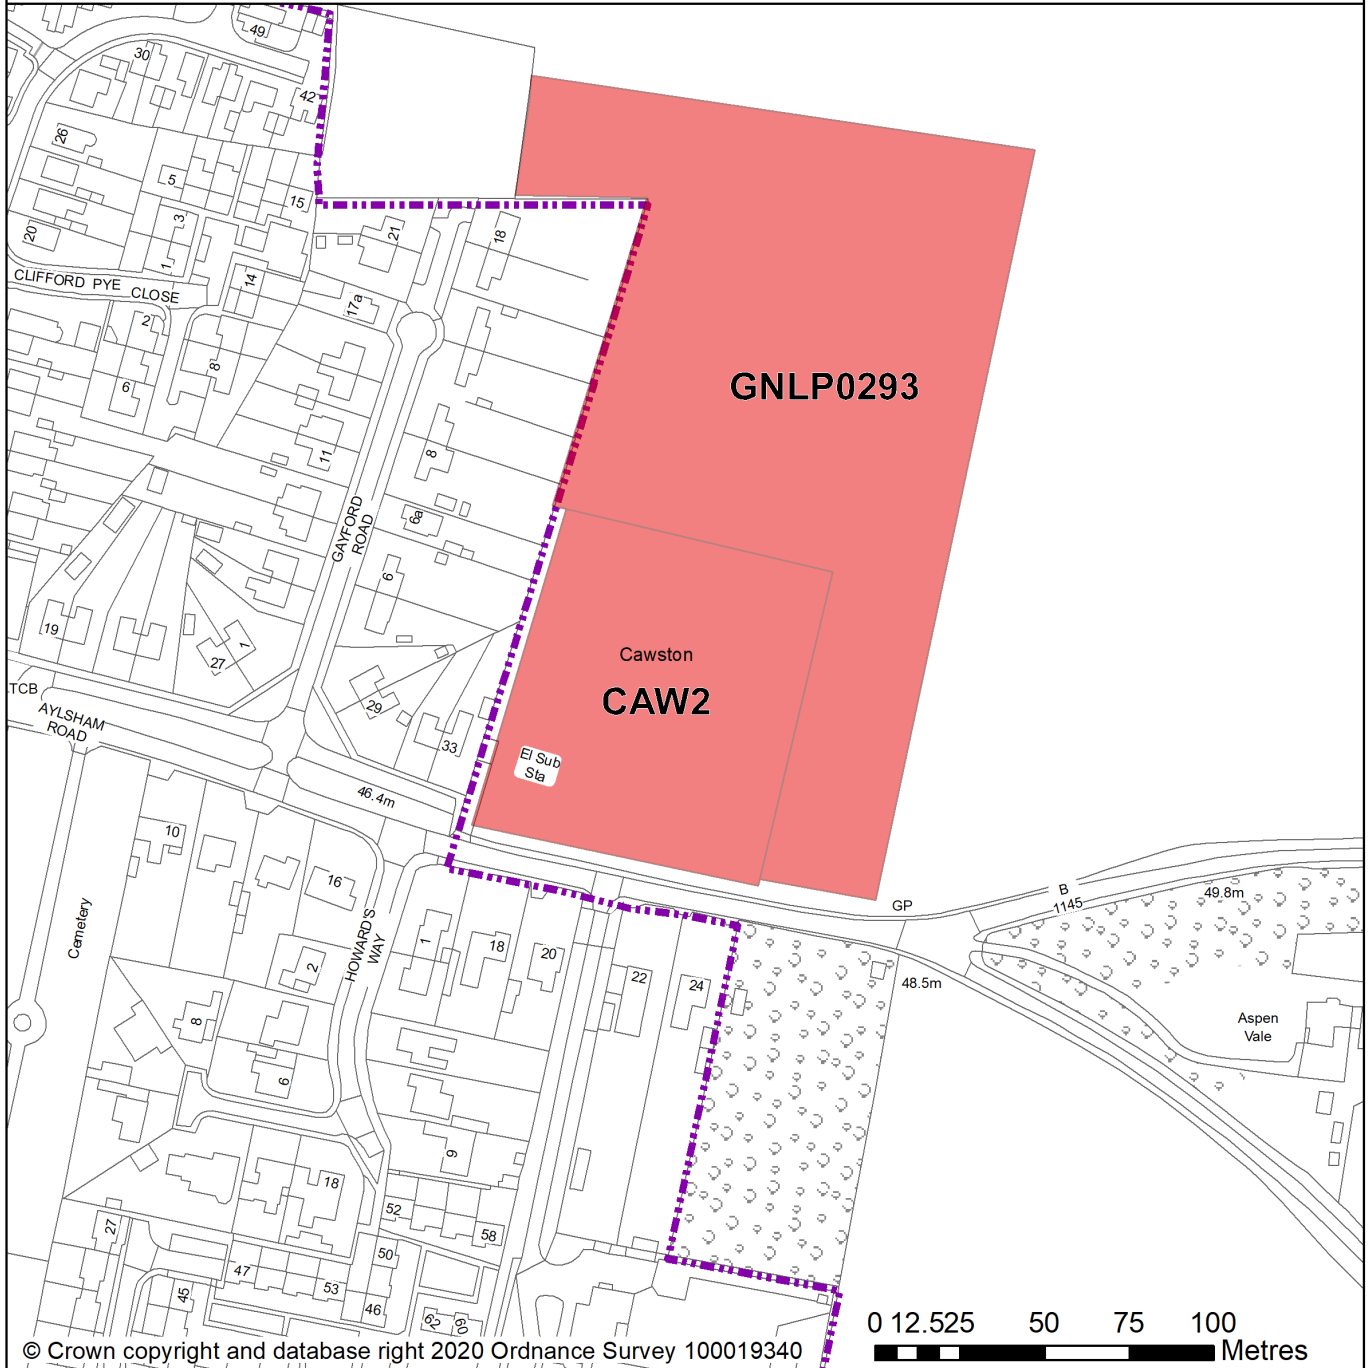 49
30
42
26
5
15
3
21
18
20
1
14
CLIFFORD PYE CLOSE
17a
2
8
6
GNLP0293
11
8
6a
GAYFORD
ROAD
6
19
1
27
Cawston
CAW2
TCB
AYLSHAM
ROAD
29
33
El Sub
Sta
46.4m
10
16
B
1145
49.8m
GP
Cemetery
HOWARD'S
WAY
1
18
20
2
22
24
48.5m
8
Aspen
Vale
6
9
18
52
27
58
50
47
53
45
46
62
60
0 12.525 50 75 100
Metres
© Crown copyright and database right 2020 Ordnance Survey 100019340